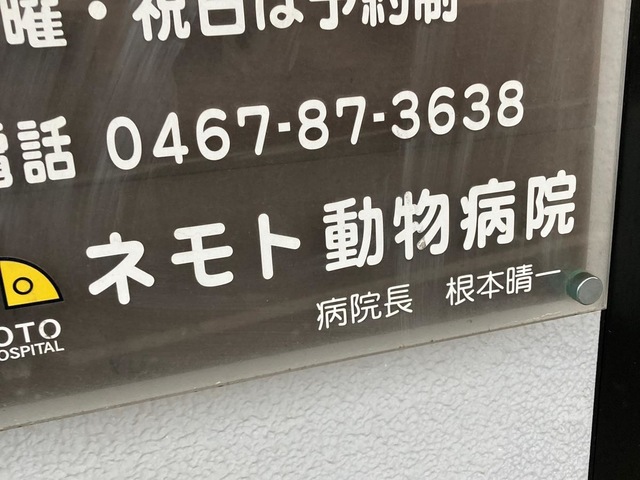 曜・祝日は予約制
電話 0467-87-3638
ネモト動物病院
病院長 根本晴一
OTO
OSPITAL